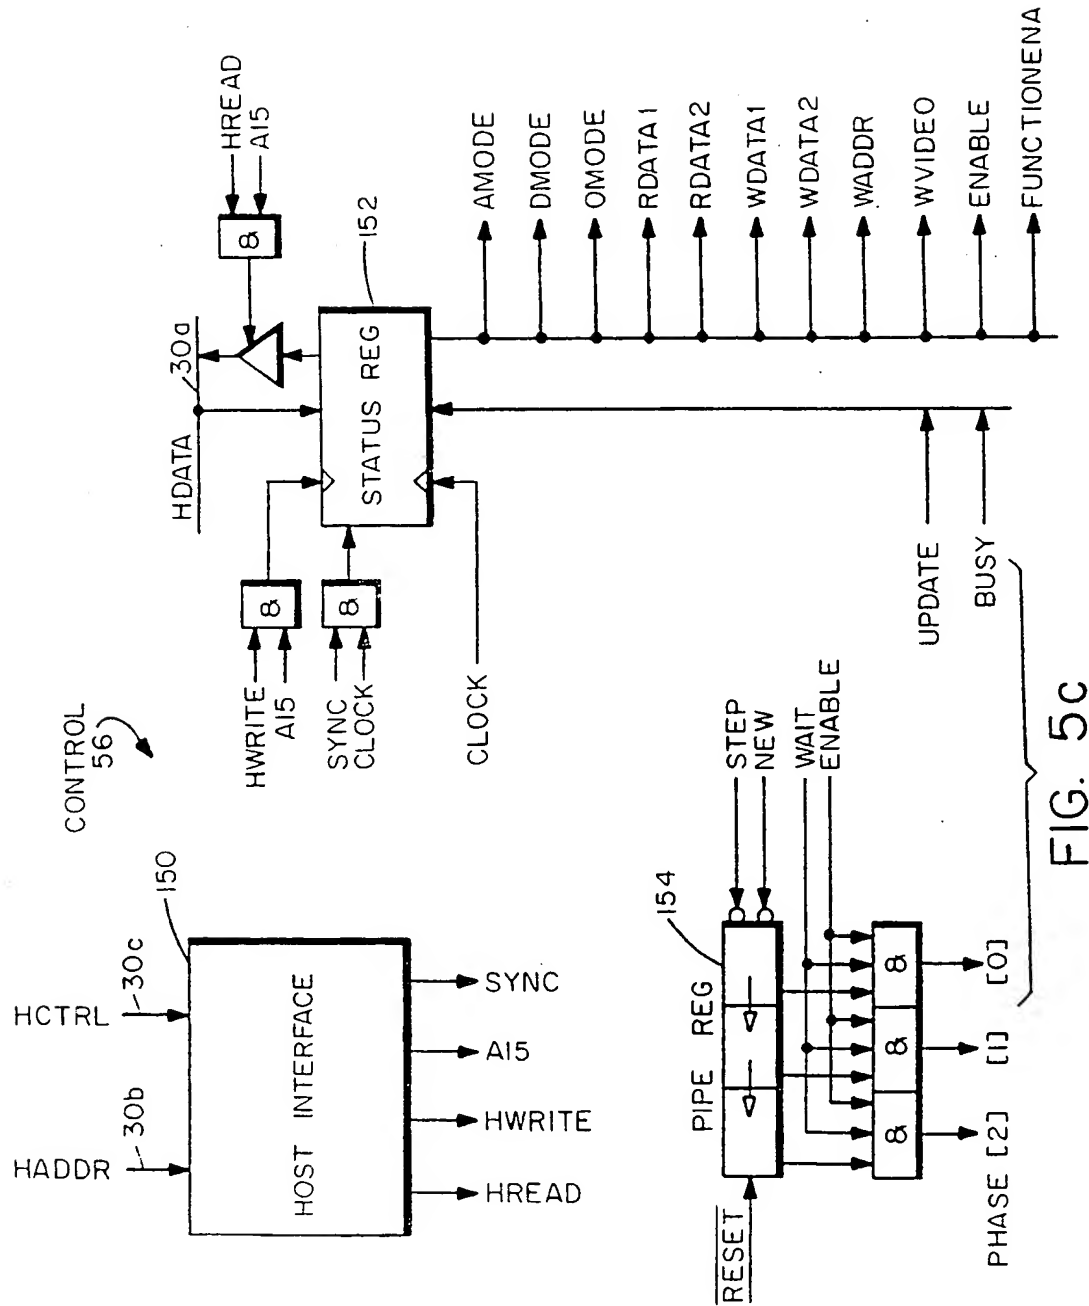 CONTROL
56
HCTRL
30c
HADDR
30b
150
HOST INTERFACE
SYNC
A15
HWRITE
HREAD
HDATA
30a
HREAD
A15
&
HWRITE
A15
&
SYNC
CLOCK
&
CLOCK
STATUS REG
152
AMODE
DMODE
OMODE
RDATA1
RDATA2
WDATA1
WDATA2
WADDR
WVIDEO
ENABLE
FUNCTIONENA
UPDATE
BUSY
PIPE REG
154
STEP
NEW
WAIT
ENABLE
RESET
& & &
PHASE [2] [1] [0]
FIG. 5c